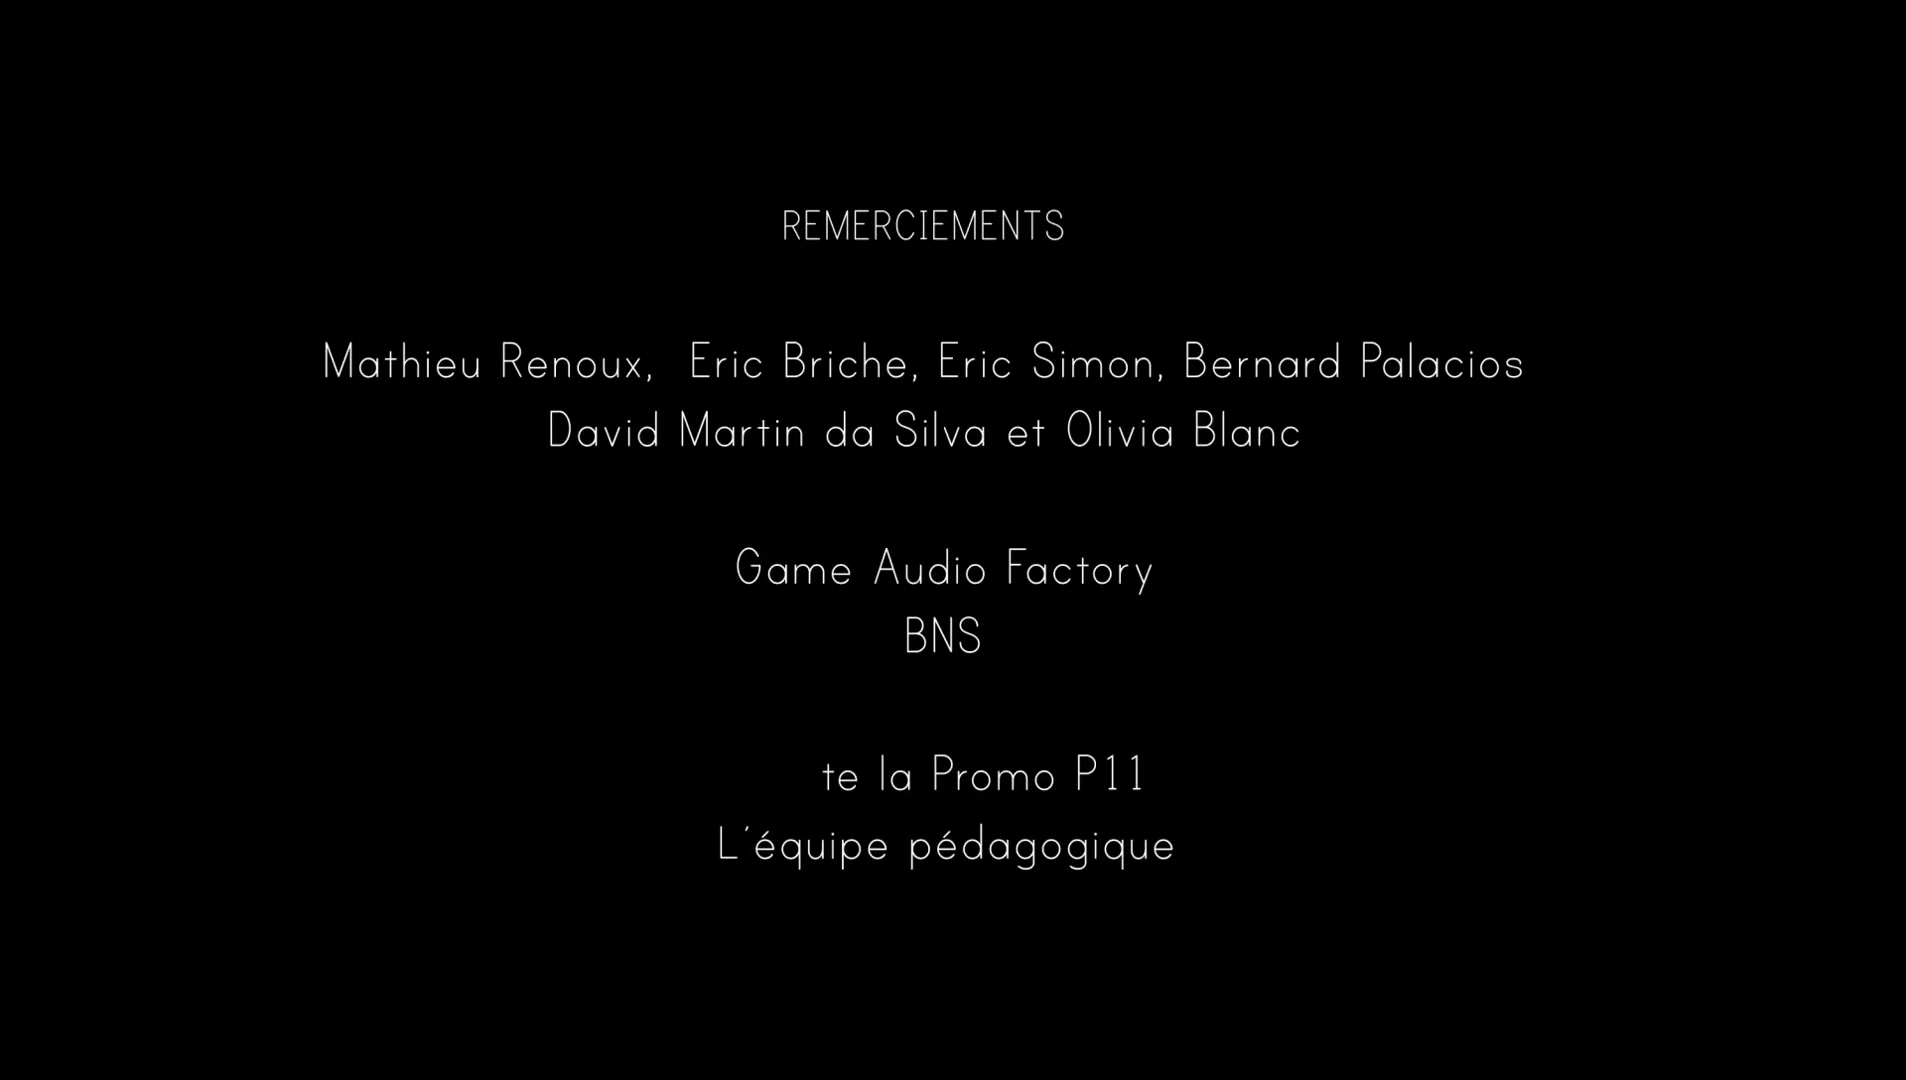 REMERCIEMENTS
Mathieu Renoux, Eric Briche, Eric Simon, Bernard Palacios
David Martin da Silva et Olivia Blanc
Game Audio Factory
BNS
te la Promo P11
L'équipe pédagogique